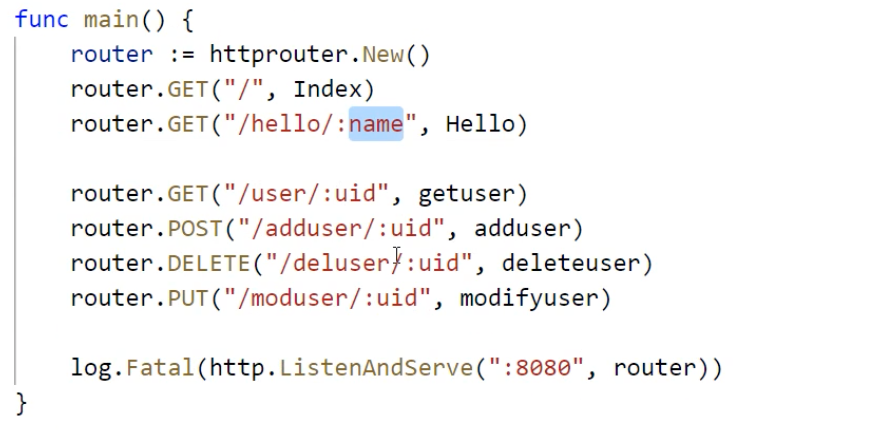 func main() {
    router := httprouter.New()
    router.GET("/", Index)
    router.GET("/hello/:name", Hello)

    router.GET("/user/:uid", getuser)
    router.POST("/adduser/:uid", adduser)
    router.DELETE("/deluser/:uid", deleteuser)
    router.PUT("/moduser/:uid", modifyuser)

    log.Fatal(http.ListenAndServe(":8080", router))
}